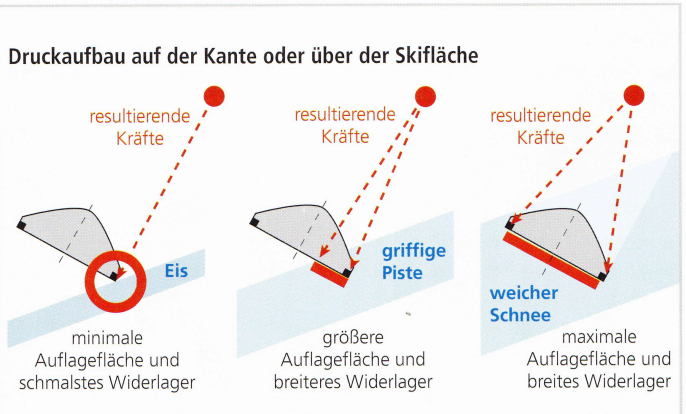 Druckaufbau auf der Kante oder über der Skifläche
resultierende
Kräfte
Eis
minimale
Auflagefläche und
schmalstes Widerlager
resultierende
Kräfte
griffige
Piste
größere
Auflagefläche und
breiteres Widerlager
resultierende
Kräfte
weicher
Schnee
maximale
Auflagefläche und
breites Widerlager